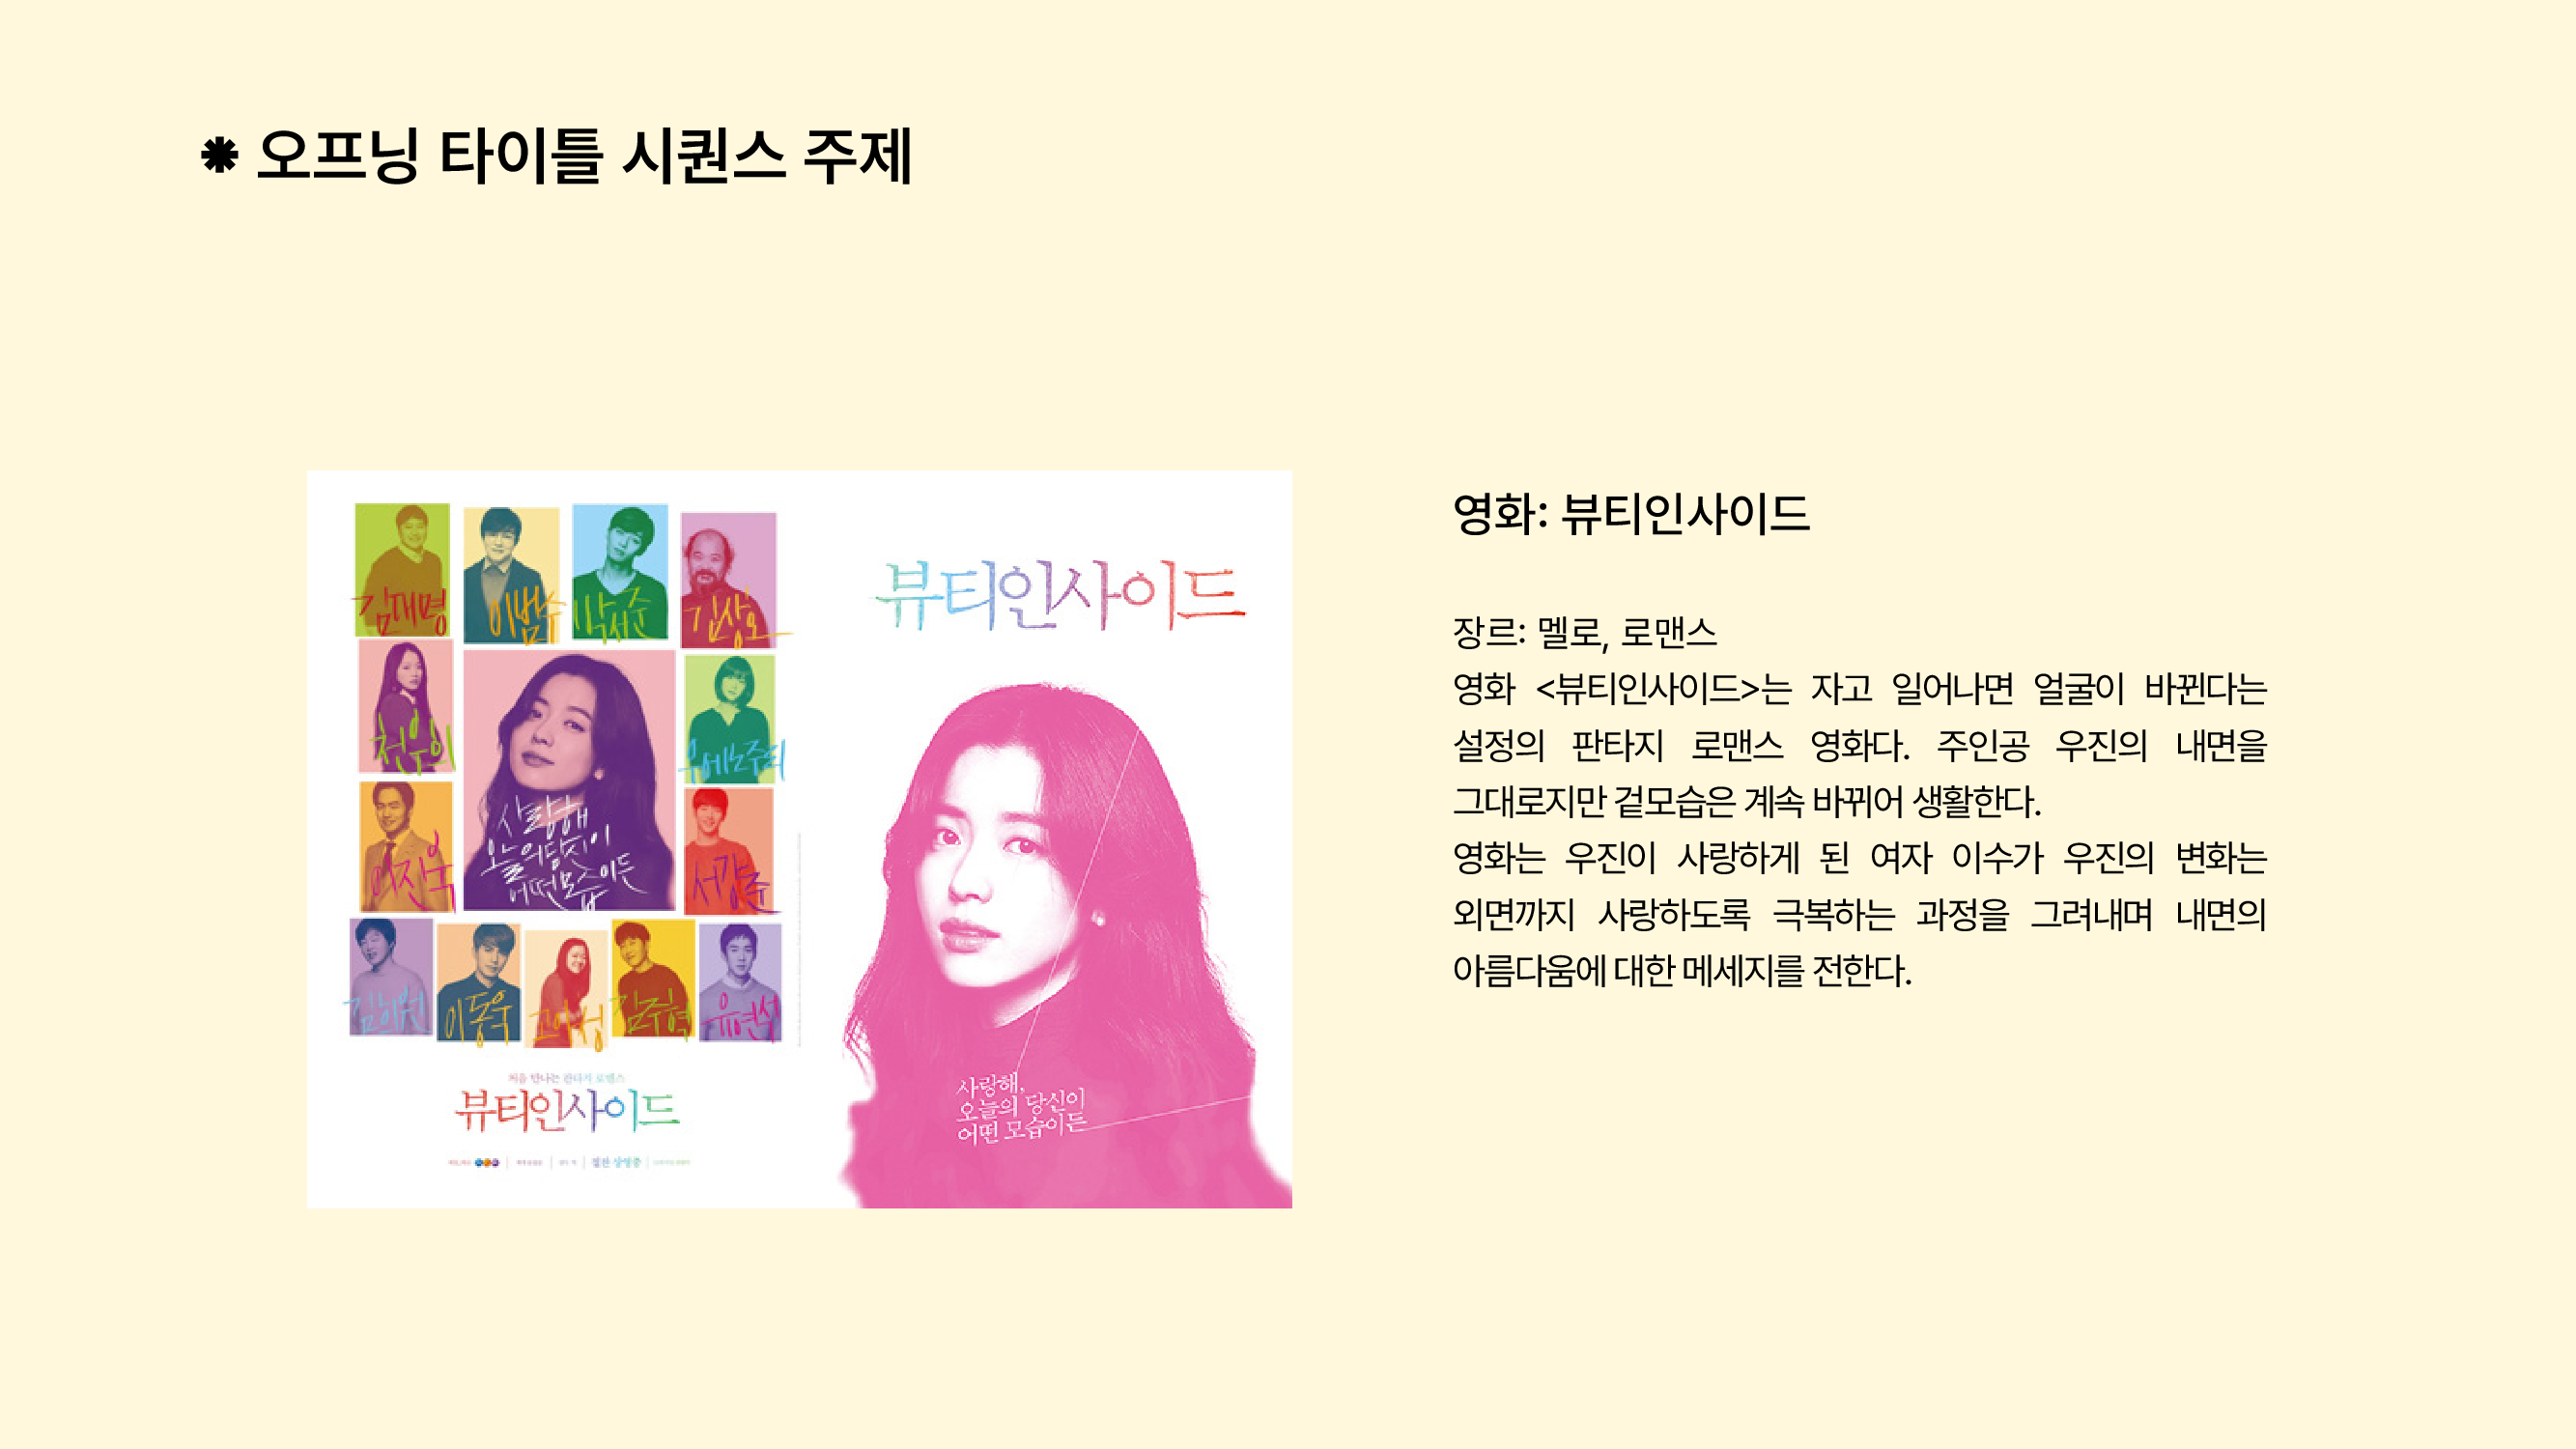 ✱ 오프닝 타이틀 시퀀스 주제
김대명
이범수
박서준
김상호
천우희
우에노주리
이진욱
사랑해
오늘의 당신이
어떤 모습이든
서강준
김희원
이동욱
고아성
김주혁
유연석
처음 만나는 판타지 로맨스
뷰티인사이드
절찬 상영중
뷰티인사이드
사랑해,
오늘의 당신이
어떤 모습이든
영화: 뷰티인사이드
장르: 멜로, 로맨스
영화 <뷰티인사이드>는 자고 일어나면 얼굴이 바뀐다는
설정의 판타지 로맨스 영화다. 주인공 우진의 내면을
그대로지만 겉모습은 계속 바뀌어 생활한다.
영화는 우진이 사랑하게 된 여자 이수가 우진의 변화는
외면까지 사랑하도록 극복하는 과정을 그려내며 내면의
아름다움에 대한 메세지를 전한다.